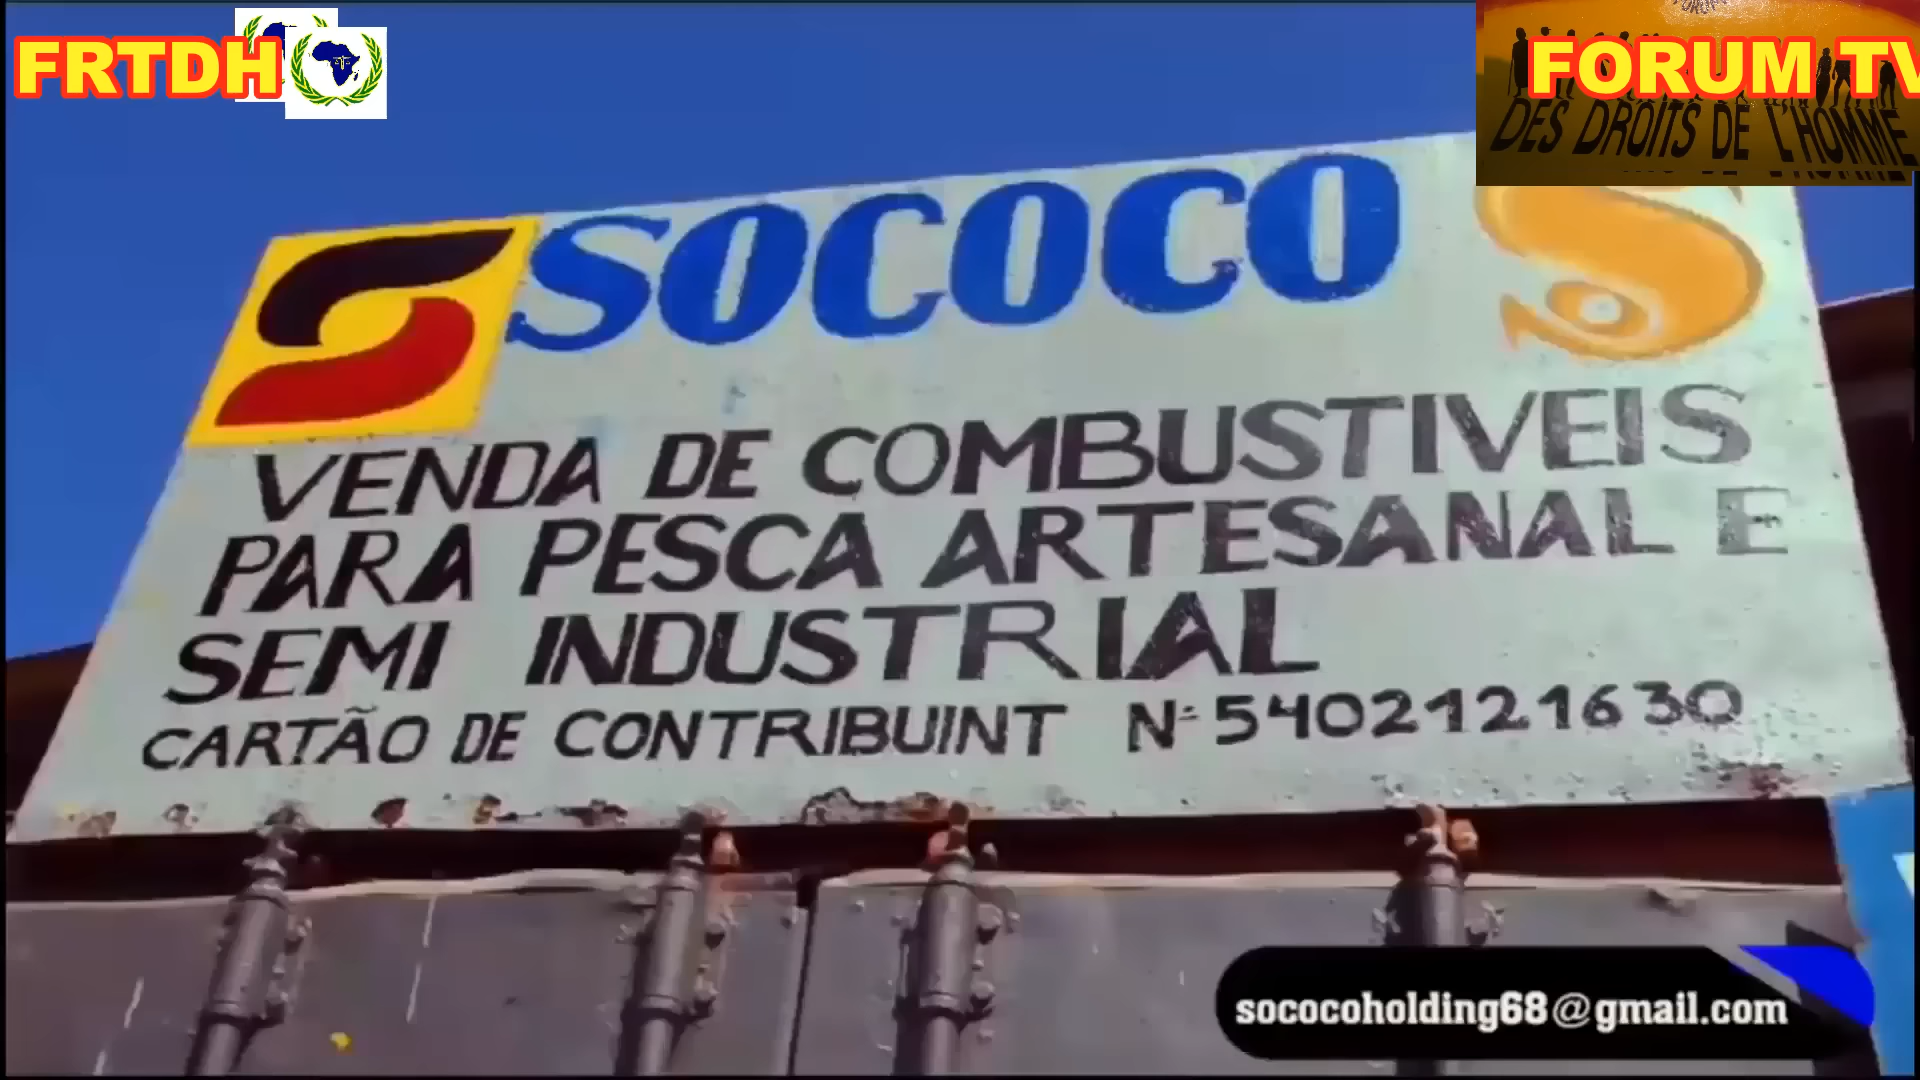 FRTDH
FORUM TV
DES DROITS DE L'HOMME
SOCOCO
VENDA DE COMBUSTIVEIS
PARA PESCA ARTESANAL E
SEMI INDUSTRIAL
CARTÃO DE CONTRIBUINT Nº 5402121630
sococoholding68@gmail.com